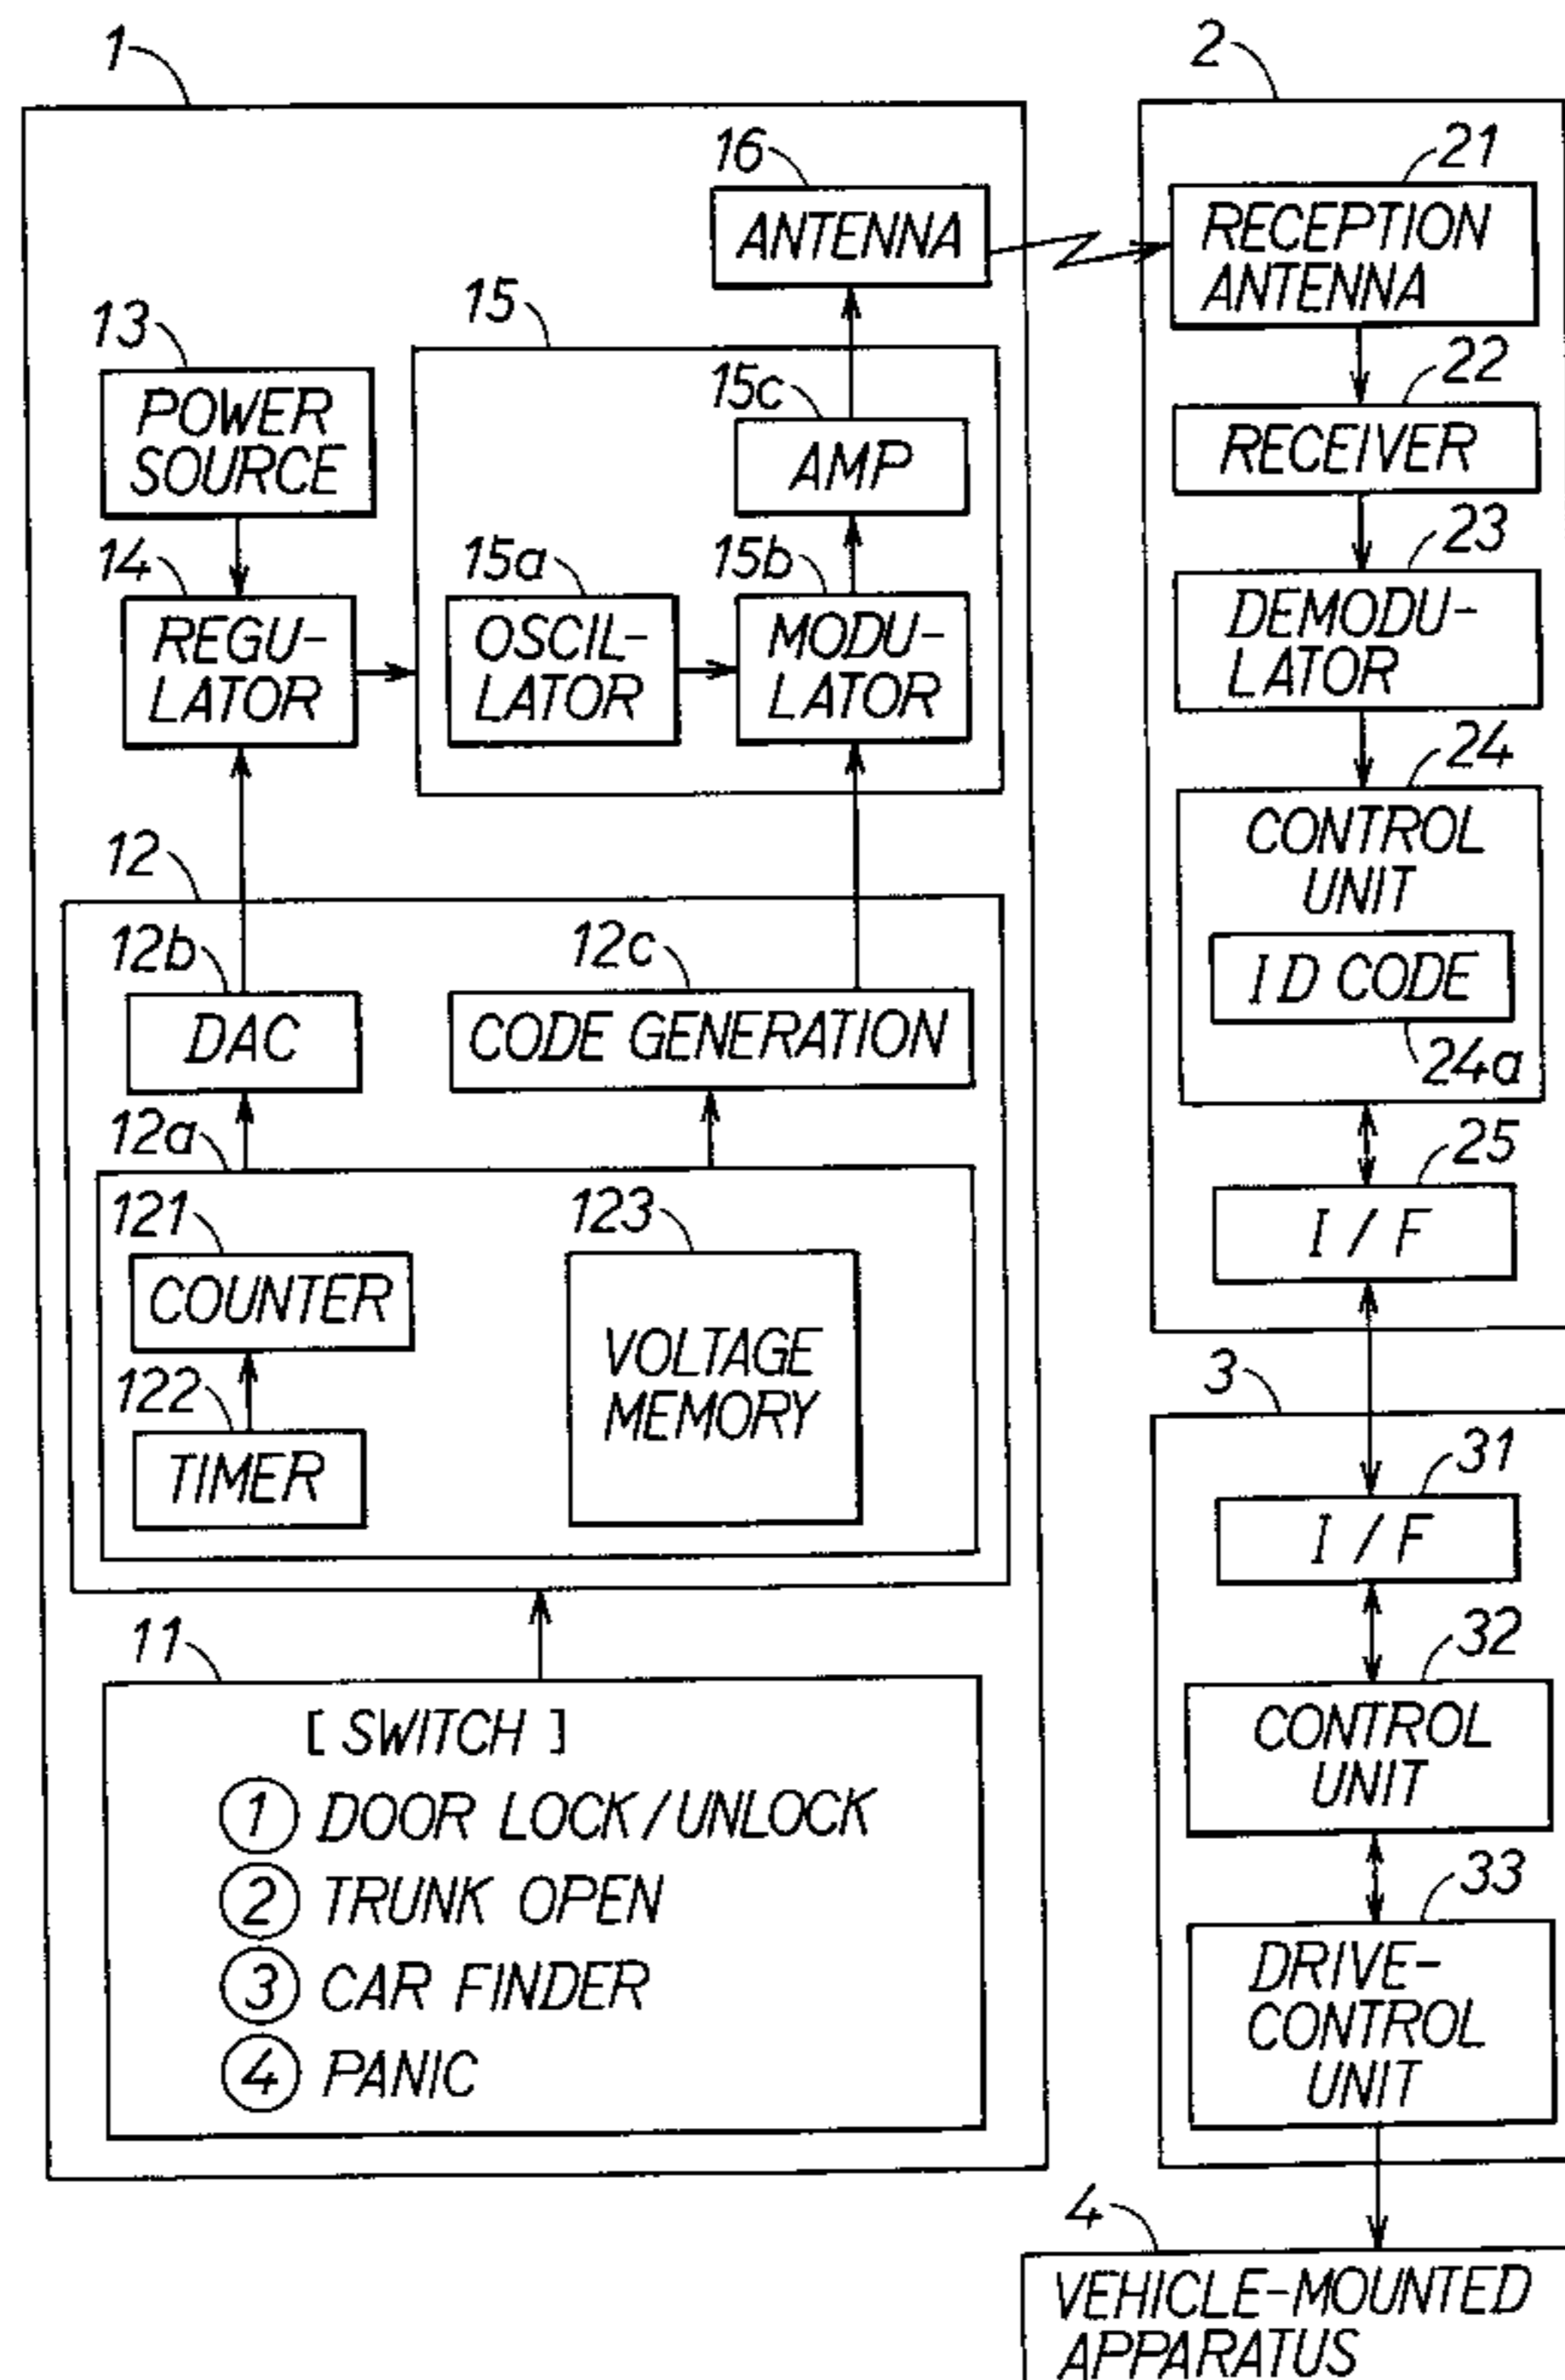 1
16
ANTENNA
13
POWER
SOURCE
15
15c
AMP
14
REGU-
LATOR
15a
OSCIL-
LATOR
15b
MODU-
LATOR
12
12b
DAC
12c
CODE GENERATION
12a
121
COUNTER
122
TIMER
123
VOLTAGE
MEMORY
11
[ SWITCH ]
① DOOR LOCK/UNLOCK
② TRUNK OPEN
③ CAR FINDER
④ PANIC
2
21
RECEPTION
ANTENNA
22
RECEIVER
23
DEMODU-
LATOR
24
CONTROL
UNIT
ID CODE
24a
25
I/F
3
31
I/F
32
CONTROL
UNIT
33
DRIVE-
CONTROL
UNIT
4
VEHICLE-MOUNTED
APPARATUS